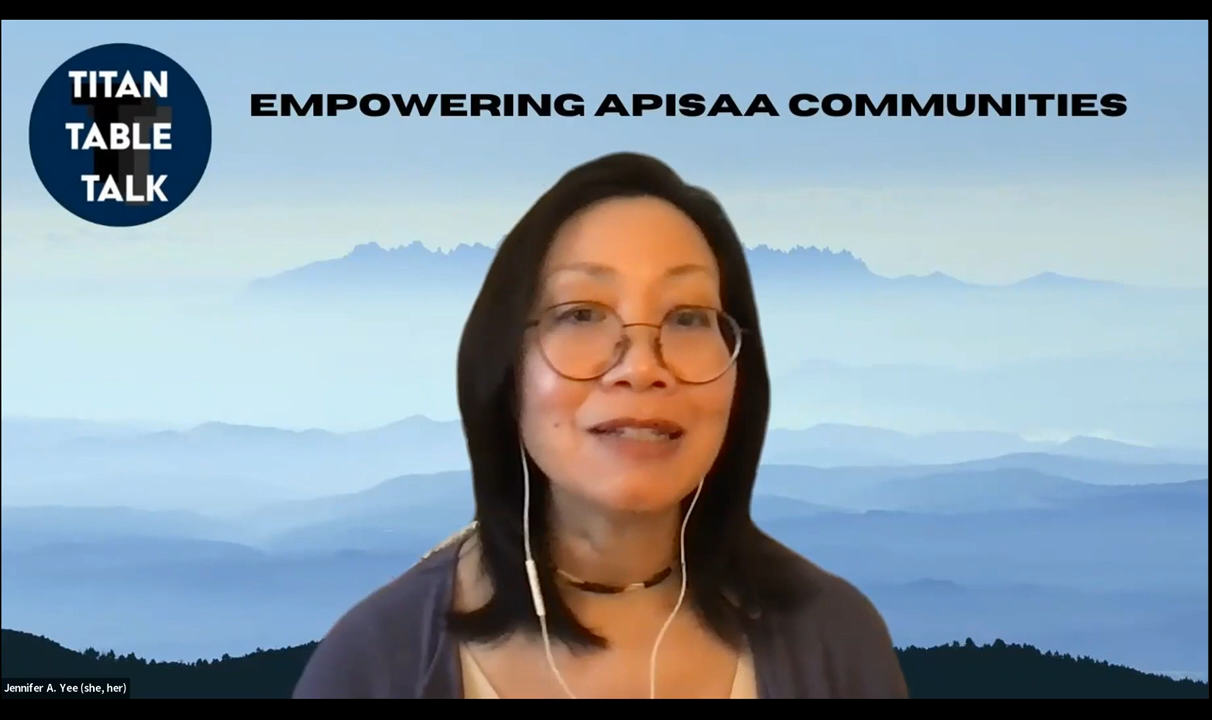 TITAN
TABLE
TALK
EMPOWERING APISAA COMMUNITIES
Jennifer A. Yee (she, her)